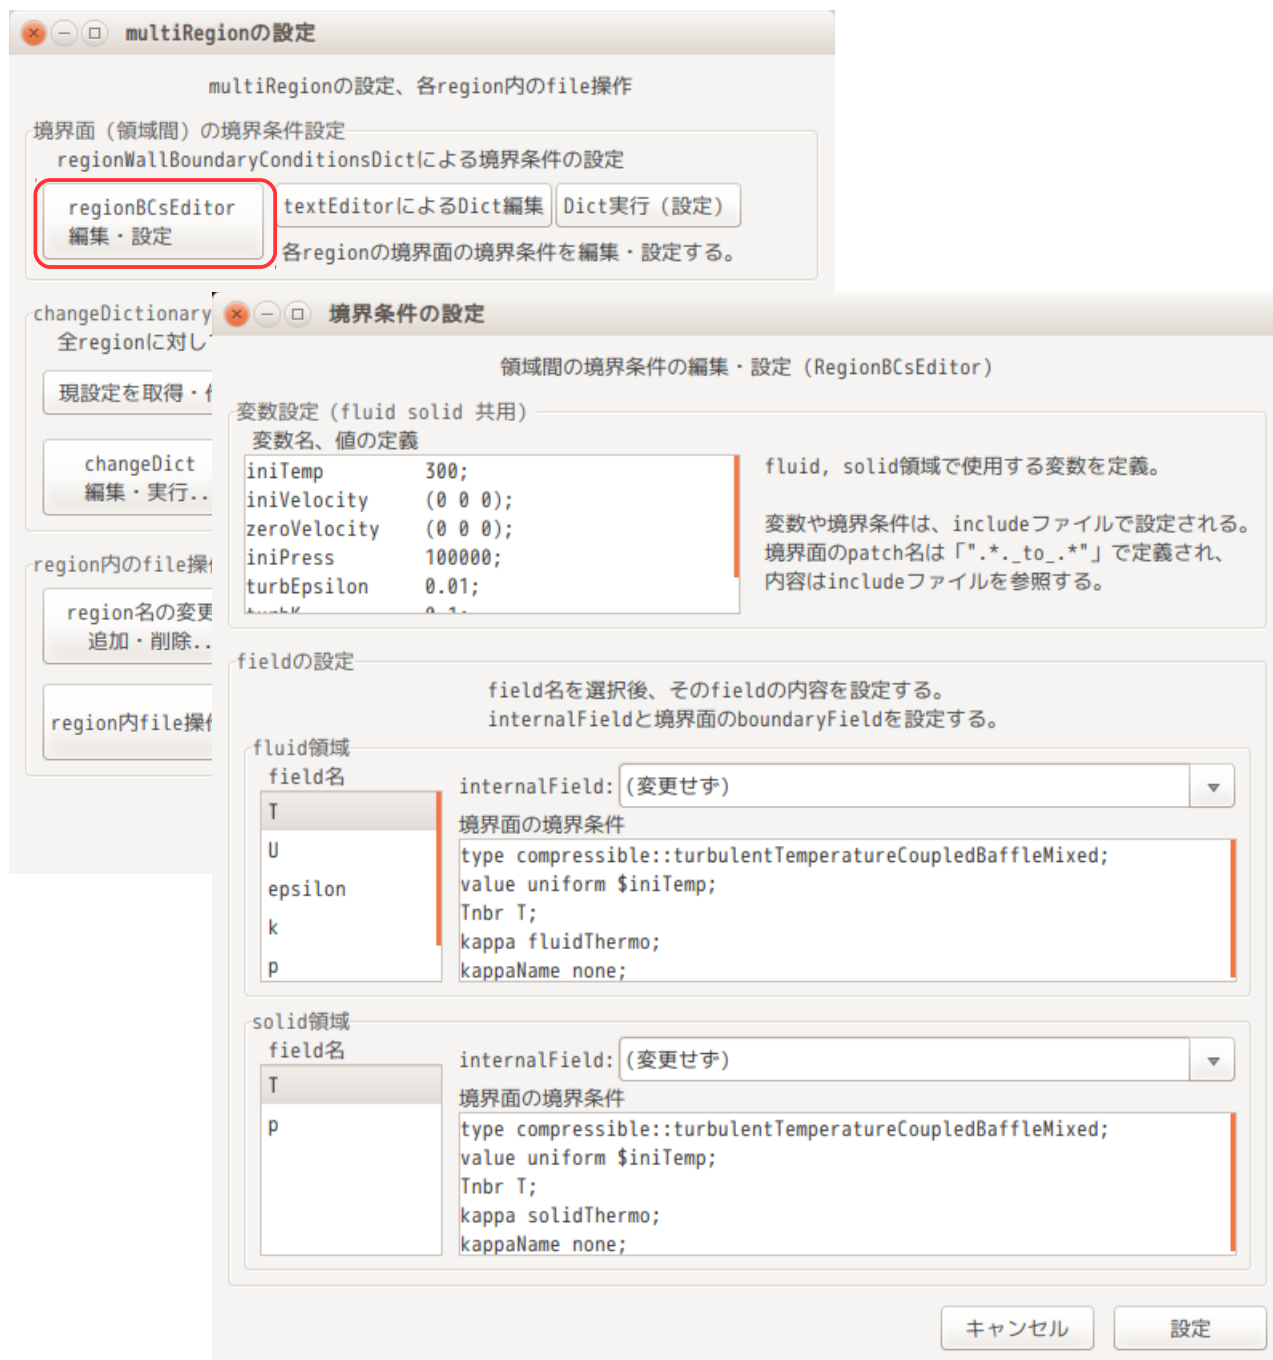 multiRegionの設定
multiRegionの設定、各region内のfile操作
境界面（領域間）の境界条件設定
regionWallBoundaryConditionsDictによる境界条件の設定
regionBCsEditor
編集・設定
textEditorによるDict編集
Dict実行（設定）
各regionの境界面の境界条件を編集・設定する。
changeDictionary
全regionに対し
現設定を取得・
changeDict
編集・実行..
region内のfile操
region名の変更
追加・削除..
region内file操
境界条件の設定
領域間の境界条件の編集・設定（RegionBCsEditor）
変数設定（fluid solid 共用）
変数名、値の定義
iniTemp 300;
iniVelocity (0 0 0);
zeroVelocity (0 0 0);
iniPress 100000;
turbEpsilon 0.01;
fluid, solid領域で使用する変数を定義。
変数や境界条件は、includeファイルで設定される。
境界面のpatch名は「".*._to_.*"」で定義され、
内容はincludeファイルを参照する。
fieldの設定
field名を選択後、そのfieldの内容を設定する。
internalFieldと境界面のboundaryFieldを設定する。
fluid領域
field名
T
U
epsilon
k
p
internalField: (変更せず)
境界面の境界条件
type compressible::turbulentTemperatureCoupledBaffleMixed;
value uniform $iniTemp;
Tnbr T;
kappa fluidThermo;
kappaName none;
solid領域
field名
T
p
internalField: (変更せず)
境界面の境界条件
type compressible::turbulentTemperatureCoupledBaffleMixed;
value uniform $iniTemp;
Tnbr T;
kappa solidThermo;
kappaName none;
キャンセル
設定